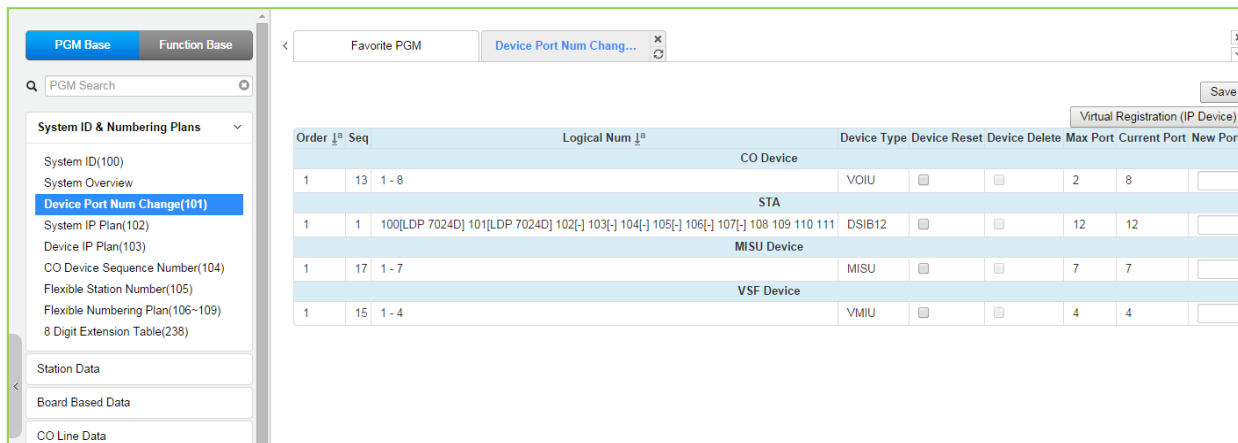 PGM Base
Function Base
PGM Search
System ID & Numbering Plans
System ID(100)
System Overview
Device Port Num Change(101)
System IP Plan(102)
Device IP Plan(103)
CO Device Sequence Number(104)
Flexible Station Number(105)
Flexible Numbering Plan(106~109)
8 Digit Extension Table(238)
Station Data
Board Based Data
CO Line Data
Favorite PGM
Device Port Num Chang...
Save
Virtual Registration (IP Device)
Order Seq Logical Num Device Type Device Reset Device Delete Max Port Current Port New Por
CO Device
1 13 1 - 8 VOIU 2 8
STA
1 1 100[LDP 7024D] 101[LDP 7024D] 102[-] 103[-] 104[-] 105[-] 106[-] 107[-] 108 109 110 111 DSIB12 12 12
MISU Device
1 17 1 - 7 MISU 7 7
VSF Device
1 15 1 - 4 VMIU 4 4